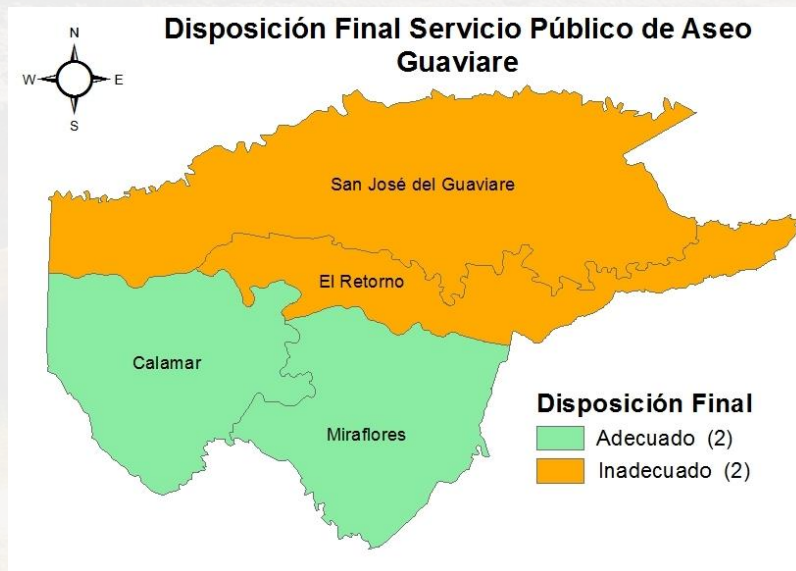 Disposición Final Servicio Público de Aseo
Guaviare
N
W E
S
San José del Guaviare
El Retorno
Calamar
Miraflores
Disposición Final
Adecuado (2)
Inadecuado (2)